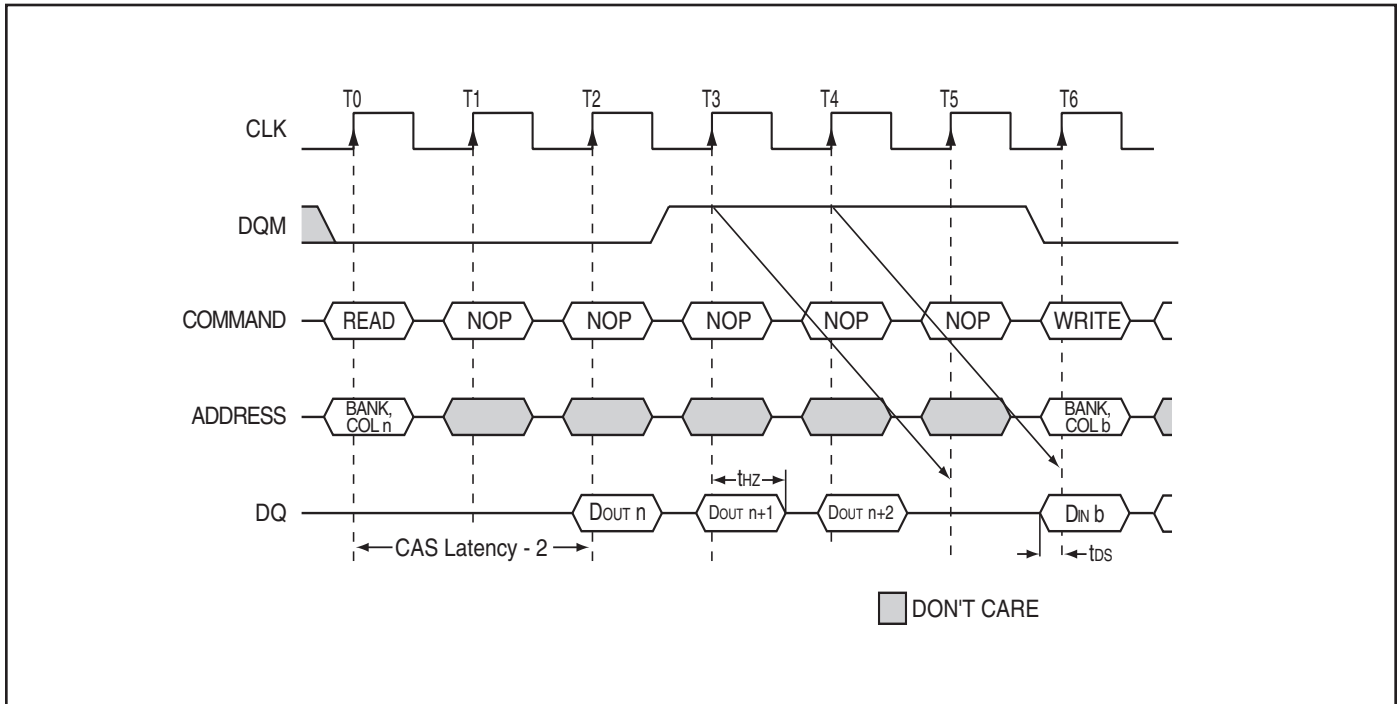 T0 T1 T2 T3 T4 T5 T6
CLK
DQM
COMMAND READ NOP NOP NOP NOP NOP WRITE
ADDRESS BANK, COL n BANK, COL b
tHZ
DQ DOUT n DOUT n+1 DOUT n+2 DIN b
CAS Latency - 2 tDS
DON'T CARE